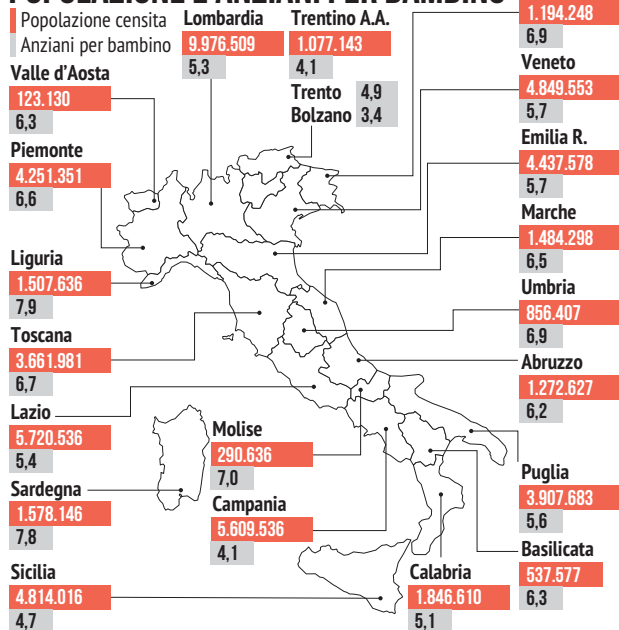 POPOLAZIONE E ANZIANI PER BAMBINO
Popolazione censita
Anziani per bambino
Lombardia
9.976.509
5,3
Trentino A.A.
1.077.143
4,1
Trento 4,9
Bolzano 3,4
1.194.248
6,9
Valle d'Aosta
123.130
6,3
Veneto
4.849.553
5,7
Piemonte
4.251.351
6,6
Emilia R.
4.437.578
5,7
Marche
1.484.298
6,5
Liguria
1.507.636
7,9
Umbria
856.407
6,9
Toscana
3.661.981
6,7
Abruzzo
1.272.627
6,2
Lazio
5.720.536
5,4
Molise
290.636
7,0
Puglia
3.907.683
5,6
Sardegna
1.578.146
7,8
Campania
5.609.536
4,1
Basilicata
537.577
6,3
Sicilia
4.814.016
4,7
Calabria
1.846.610
5,1